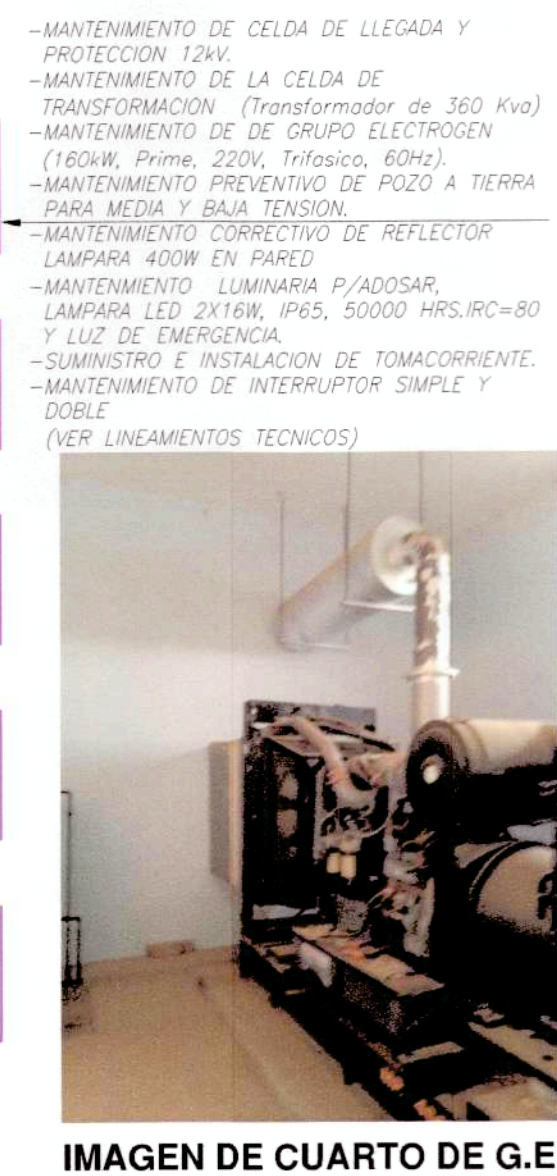 -MANTENIMIENTO DE CELDA DE LLEGADA Y
PROTECCION 12kV.
-MANTENIMIENTO DE LA CELDA DE
TRANSFORMACION (Transformador de 360 Kva)
-MANTENIMIENTO DE DE GRUPO ELECTROGEN
(160kW, Prime, 220V, Trifasico, 60Hz).
-MANTENIMIENTO PREVENTIVO DE POZO A TIERRA
PARA MEDIA Y BAJA TENSION.
-MANTENIMIENTO CORRECTIVO DE REFLECTOR
LAMPARA 400W EN PARED
-MANTENMIENTO LUMINARIA P/ADOSAR,
LAMPARA LED 2X16W, IP65, 50000 HRS.IRC=80
Y LUZ DE EMERGENCIA.
-SUMINISTRO E INSTALACION DE TOMACORRIENTE.
-MANTENIMIENTO DE INTERRUPTOR SIMPLE Y
DOBLE
(VER LINEAMIENTOS TECNICOS)
IMAGEN DE CUARTO DE G.E